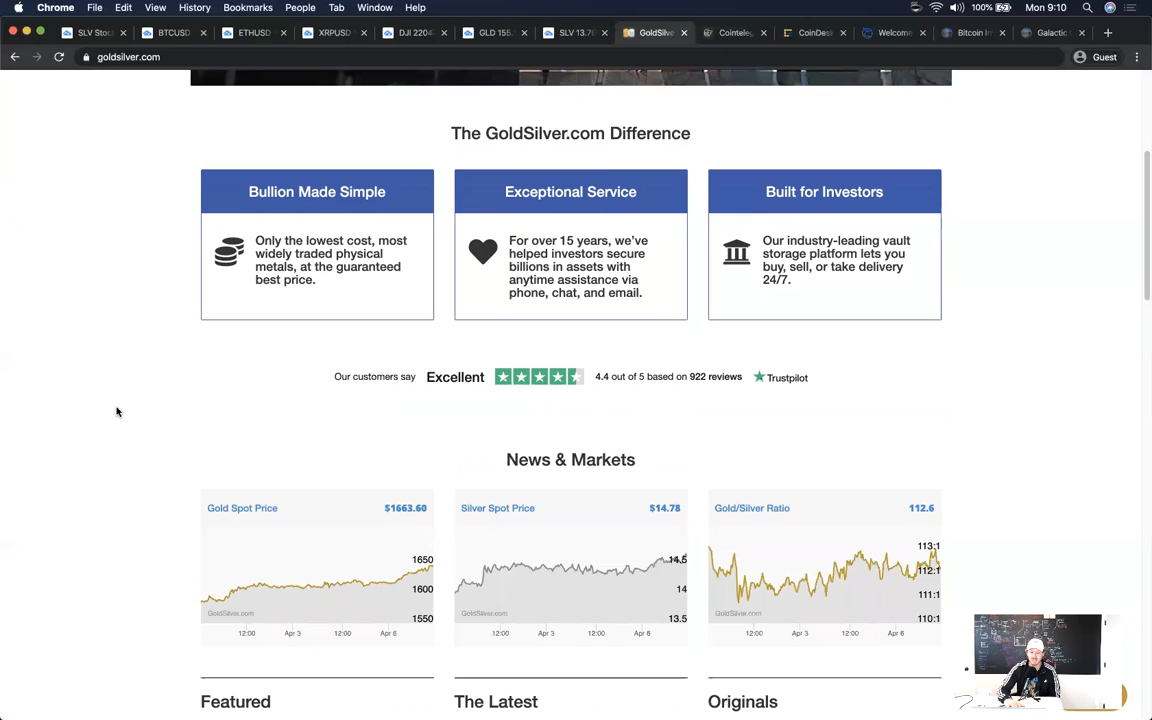 Chrome File Edit View History Bookmarks People Tab Window Help 100% Mon 9:10
SLV Stoc BTCUSD ETHUSD XRPUSD DJI 2204 GLD 155. SLV 13.78 GoldSilve Cointeleg CoinDesk Welcome Bitcoin In Galactic
goldsilver.com Guest
The GoldSilver.com Difference
Bullion Made Simple
Only the lowest cost, most
widely traded physical
metals, at the guaranteed
best price.
Exceptional Service
For over 15 years, we've
helped investors secure
billions in assets with
anytime assistance via
phone, chat, and email.
Built for Investors
Our industry-leading vault
storage platform lets you
buy, sell, or take delivery
24/7.
Our customers say Excellent 4.4 out of 5 based on 922 reviews Trustpilot
News & Markets
Gold Spot Price $1663.60
1650
1600
1550
GoldSilver.com
12:00 Apr 3 12:00 Apr 6
Silver Spot Price $14.78
14.5
14
13.5
GoldSilver.com
12:00 Apr 3 12:00 Apr 6
Gold/Silver Ratio 112.6
113:1
112:1
111:1
110:1
GoldSilver.com
12:00 Apr 3 12:00 Apr 6
Featured The Latest Originals